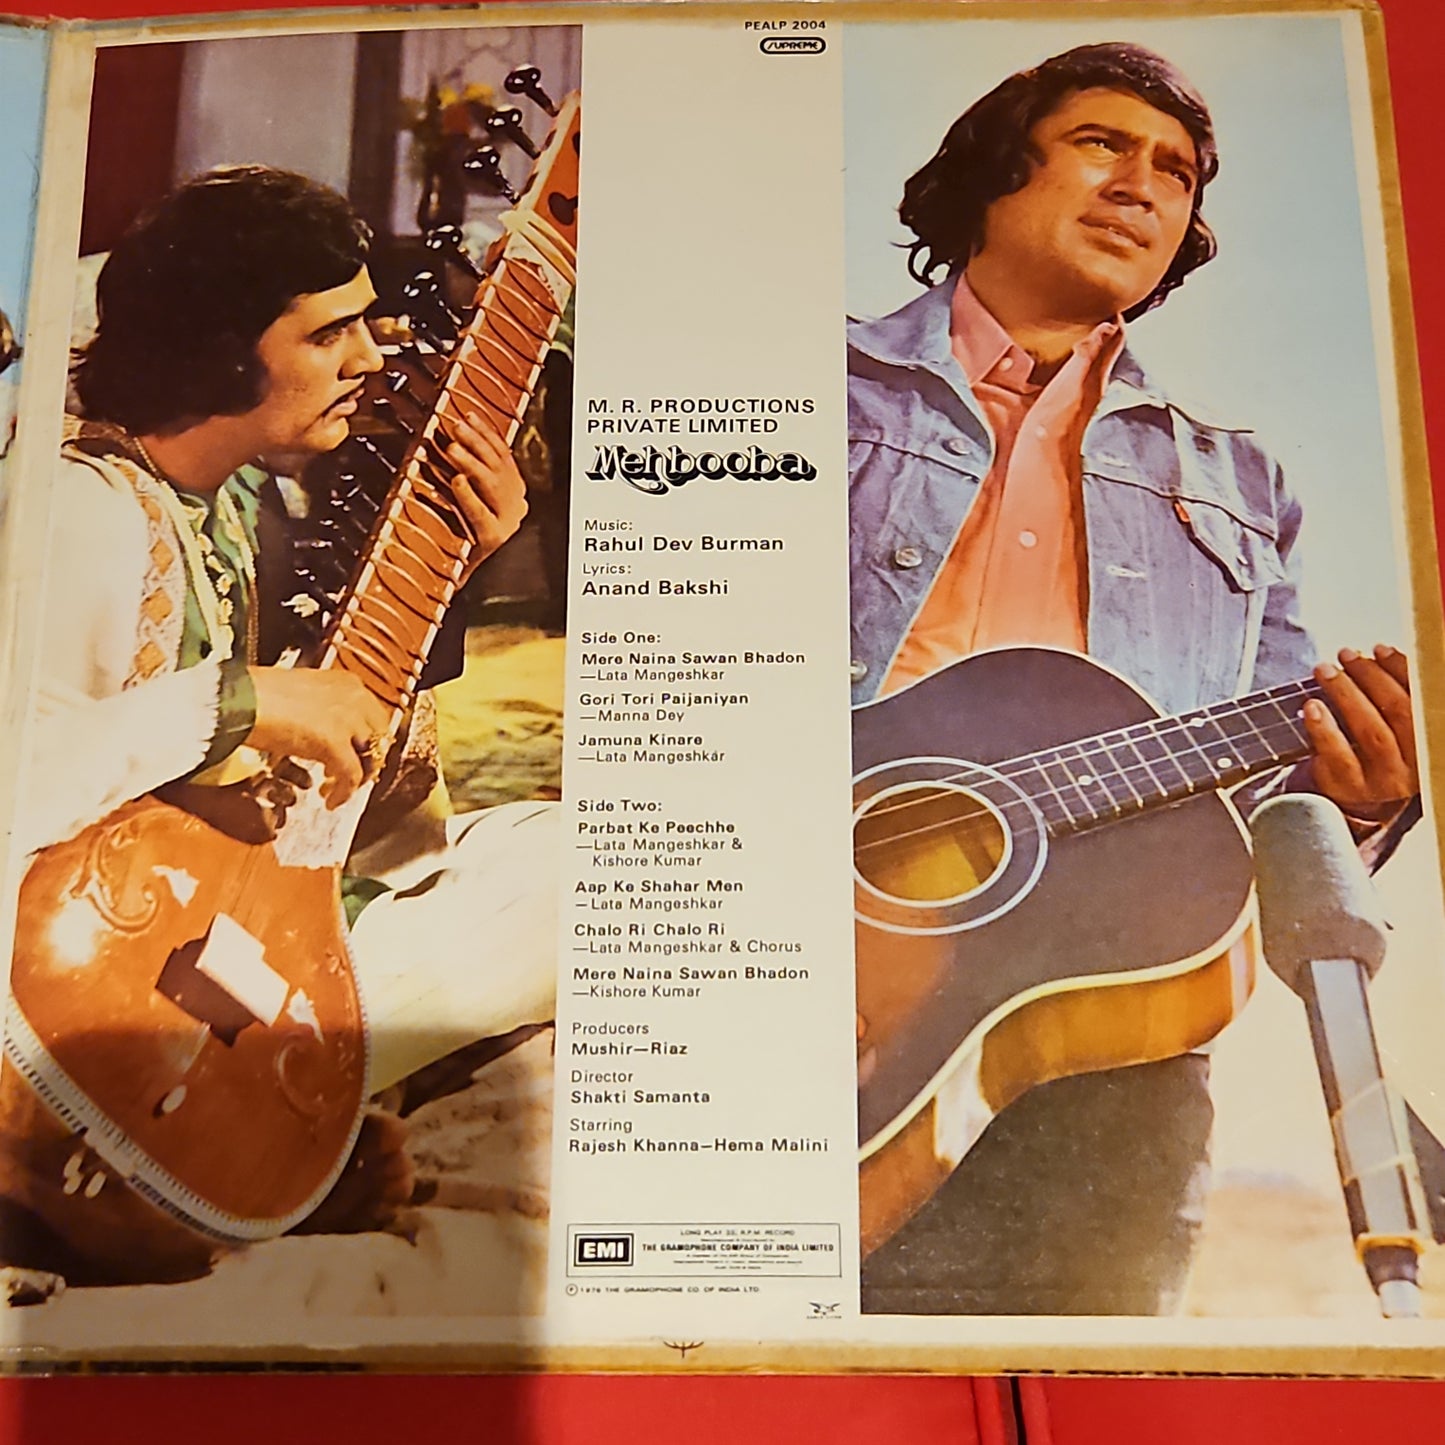 PEALP 2004
SUPREME
M. R. PRODUCTIONS
PRIVATE LIMITED
Mehbooba
Music:
Rahul Dev Burman
Lyrics:
Anand Bakshi
Side One:
Mere Naina Sawan Bhadon
—Lata Mangeshkar
Gori Tori Paijaniyan
—Manna Dey
Jamuna Kinare
—Lata Mangeshkar
Side Two:
Parbat Ke Peechhe
—Lata Mangeshkar &
Kishore Kumar
Aap Ke Shahar Men
—Lata Mangeshkar
Chalo Ri Chalo Ri
—Lata Mangeshkar & Chorus
Mere Naina Sawan Bhadon
—Kishore Kumar
Producers
Mushir—Riaz
Director
Shakti Samanta
Starring
Rajesh Khanna—Hema Malini
LONG PLAY 33⅓ R.P.M. RECORD
EMI
THE GRAMOPHONE COMPANY OF INDIA LIMITED
Ⓟ 1976 THE GRAMOPHONE CO. OF INDIA LTD.